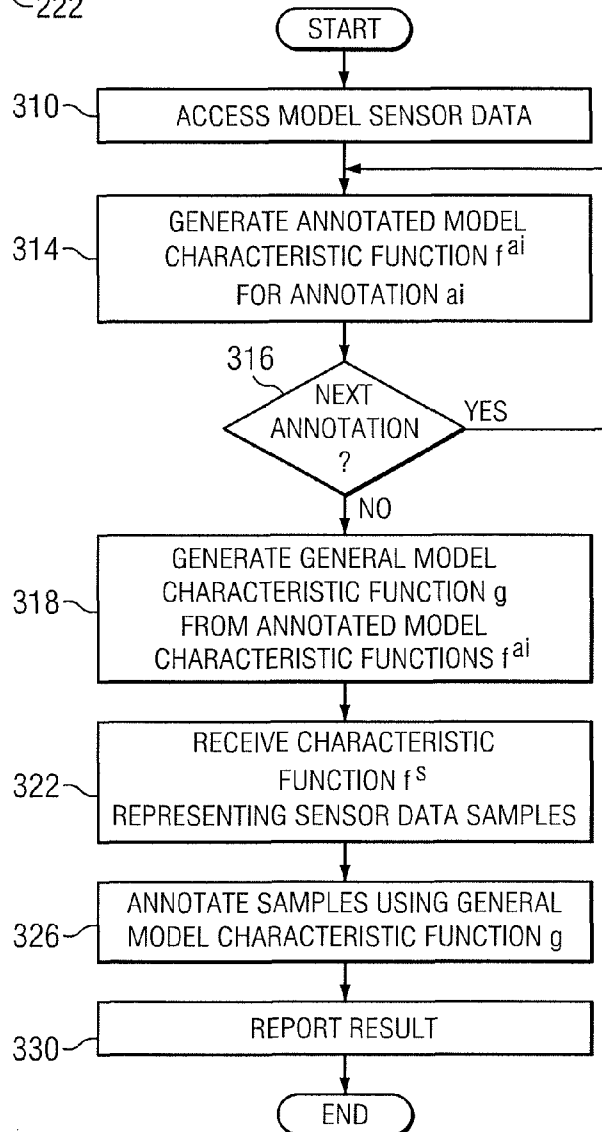 222
START
310
ACCESS MODEL SENSOR DATA
314
GENERATE ANNOTATED MODEL
CHARACTERISTIC FUNCTION f^ai
FOR ANNOTATION ai
316
NEXT
ANNOTATION
?
YES
NO
318
GENERATE GENERAL MODEL
CHARACTERISTIC FUNCTION g
FROM ANNOTATED MODEL
CHARACTERISTIC FUNCTIONS f^ai
322
RECEIVE CHARACTERISTIC
FUNCTION f^s
REPRESENTING SENSOR DATA SAMPLES
326
ANNOTATE SAMPLES USING GENERAL
MODEL CHARACTERISTIC FUNCTION g
330
REPORT RESULT
END